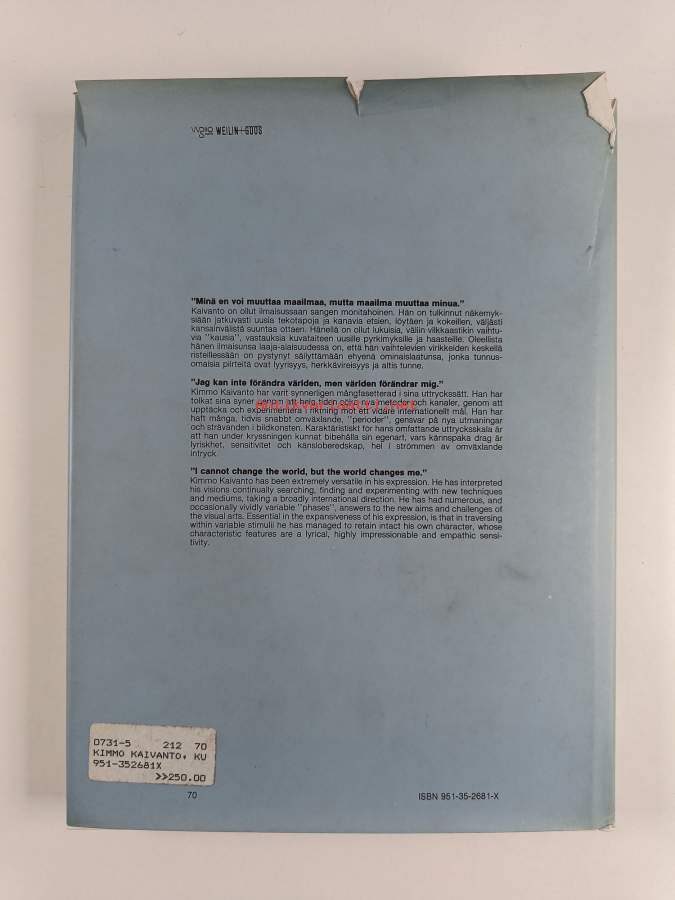 WEILIN+GÖÖS
"Minä en voi muuttaa maailmaa, mutta maailma muuttaa minua."
Kaivanto on ollut ilmaisussaan sangen monitahoinen. Hän on tulkinnut näkemyk-
siään jatkuvasti uusia tekotapoja ja kanavia etsien, löytäen ja kokeillen, väljästi
kansainvälistä suuntaa ottaen. Hänellä on ollut lukuisia, väliin vilkkaastikin vaihtu-
via "kausia", vastauksia kuvataiteen uusille pyrkimyksille ja haasteille. Oleellista
hänen ilmaisunsa laaja-alaisuudessa on, että hän vaihtelevien virikkeiden keskellä
risteillessään on pystynyt säilyttämään ehyenä ominaislaatunsa, jonka tunnus-
omaisia piirteitä ovat lyyrisyys, herkkävireisyys ja altis tunne.
"Jag kan inte förändra världen, men världen förändrar mig."
Kimmo Kaivanto har varit synnerligen mångfasetterad i sina uttryckssätt. Han har
tolkat sina syner genom att hela tiden söka nya metoder och kanaler, genom att
upptäcka och experimentera i riktning mot ett vidare internationellt mål. Han har
haft många, tidvis snabbt omväxlande, "perioder", gensvar på nya utmaningar
och strävanden i bildkonsten. Karaktäristiskt för hans omfattande uttrycksskala är
att han under kryssningen kunnat bibehålla sin egenart, vars kännspaka drag är
lyriskhet, sensitivitet och känsloberedskap, hel i strömmen av omväxlande
intryck.
"I cannot change the world, but the world changes me."
Kimmo Kaivanto has been extremely versatile in his expression. He has interpreted
his visions continually searching, finding and experimenting with new techniques
and mediums, taking a broadly international direction. He has had numerous, and
occasionally vividly variable "phases", answers to the new aims and challenges of
the visual arts. Essential in the expansiveness of his expression, is that in traversing
within variable stimuli he has managed to retain intact his own character, whose
characteristic features are a lyrical, highly impressionable and empathic sensi-
tivity.
0731-5 212 70
KIMMO KAIVANTO, KU
951-352681X
>>250.00
70
ISBN 951-35-2681-X